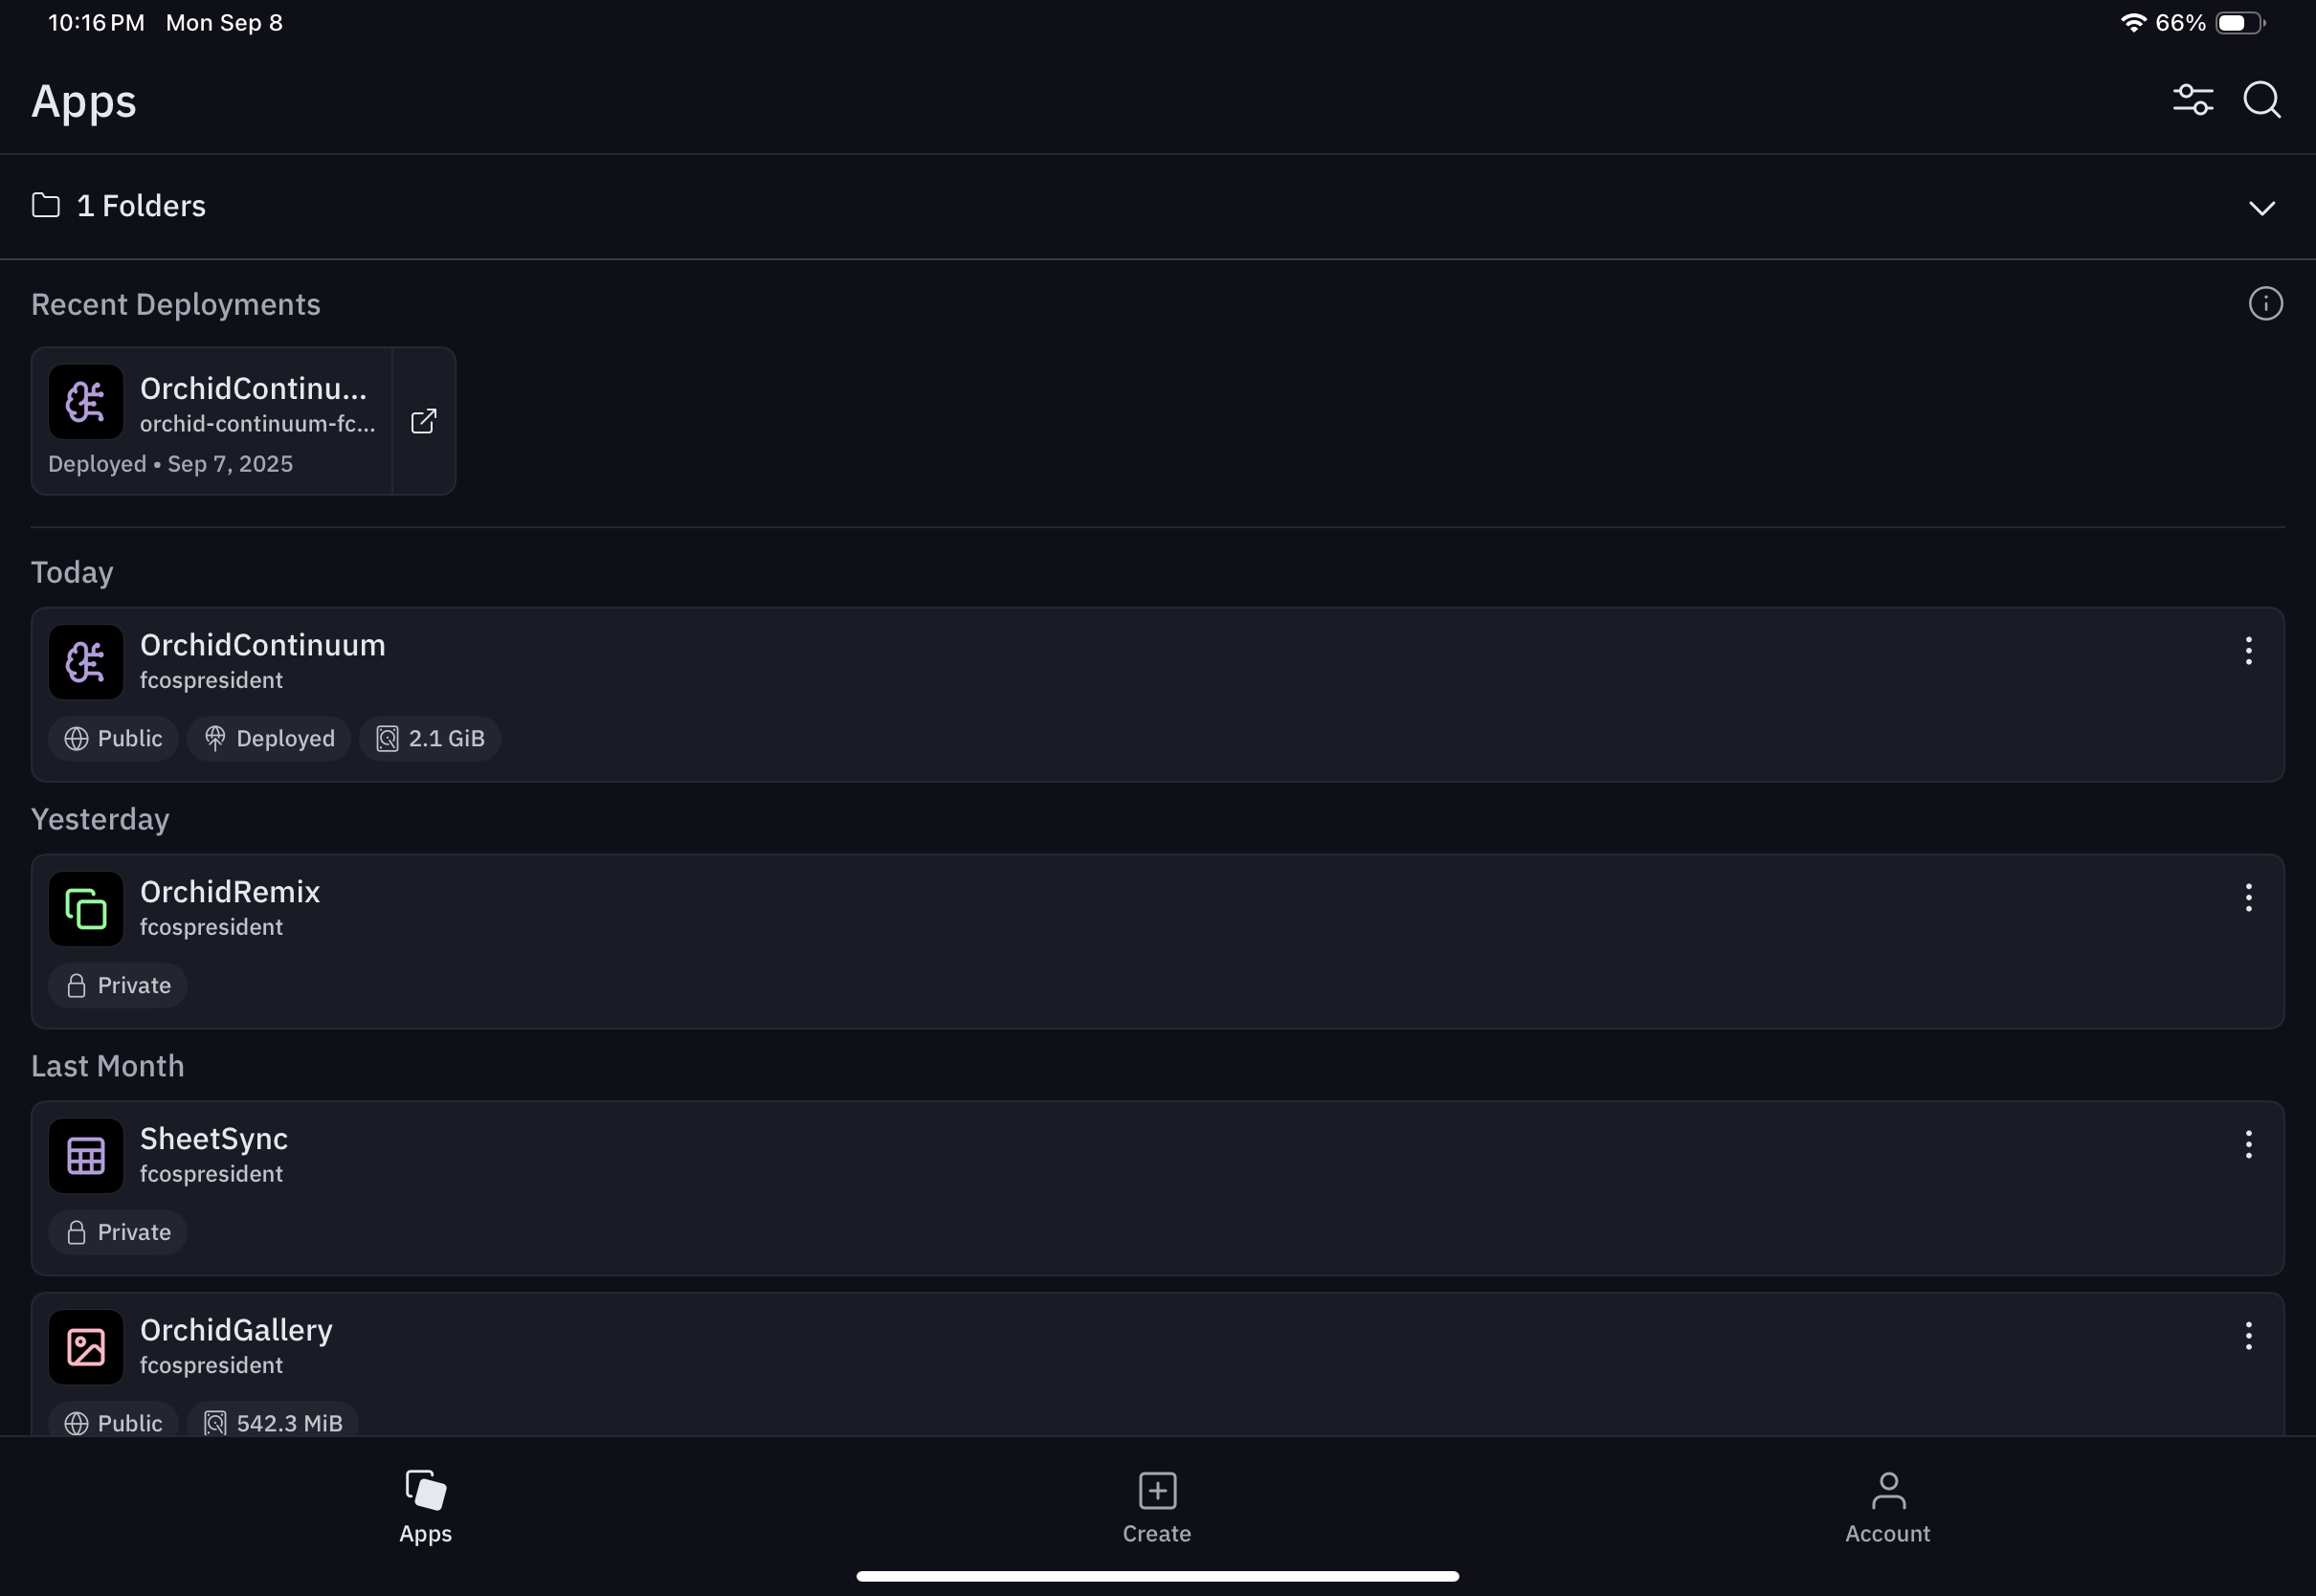 10:16 PM Mon Sep 8
66%
Apps
1 Folders
Recent Deployments
OrchidContinu...
orchid-continuum-fc...
Deployed • Sep 7, 2025
Today
OrchidContinuum
fcospresident
Public Deployed 2.1 GiB
Yesterday
OrchidRemix
fcospresident
Private
Last Month
SheetSync
fcospresident
Private
OrchidGallery
fcospresident
Public 542.3 MiB
Apps Create Account